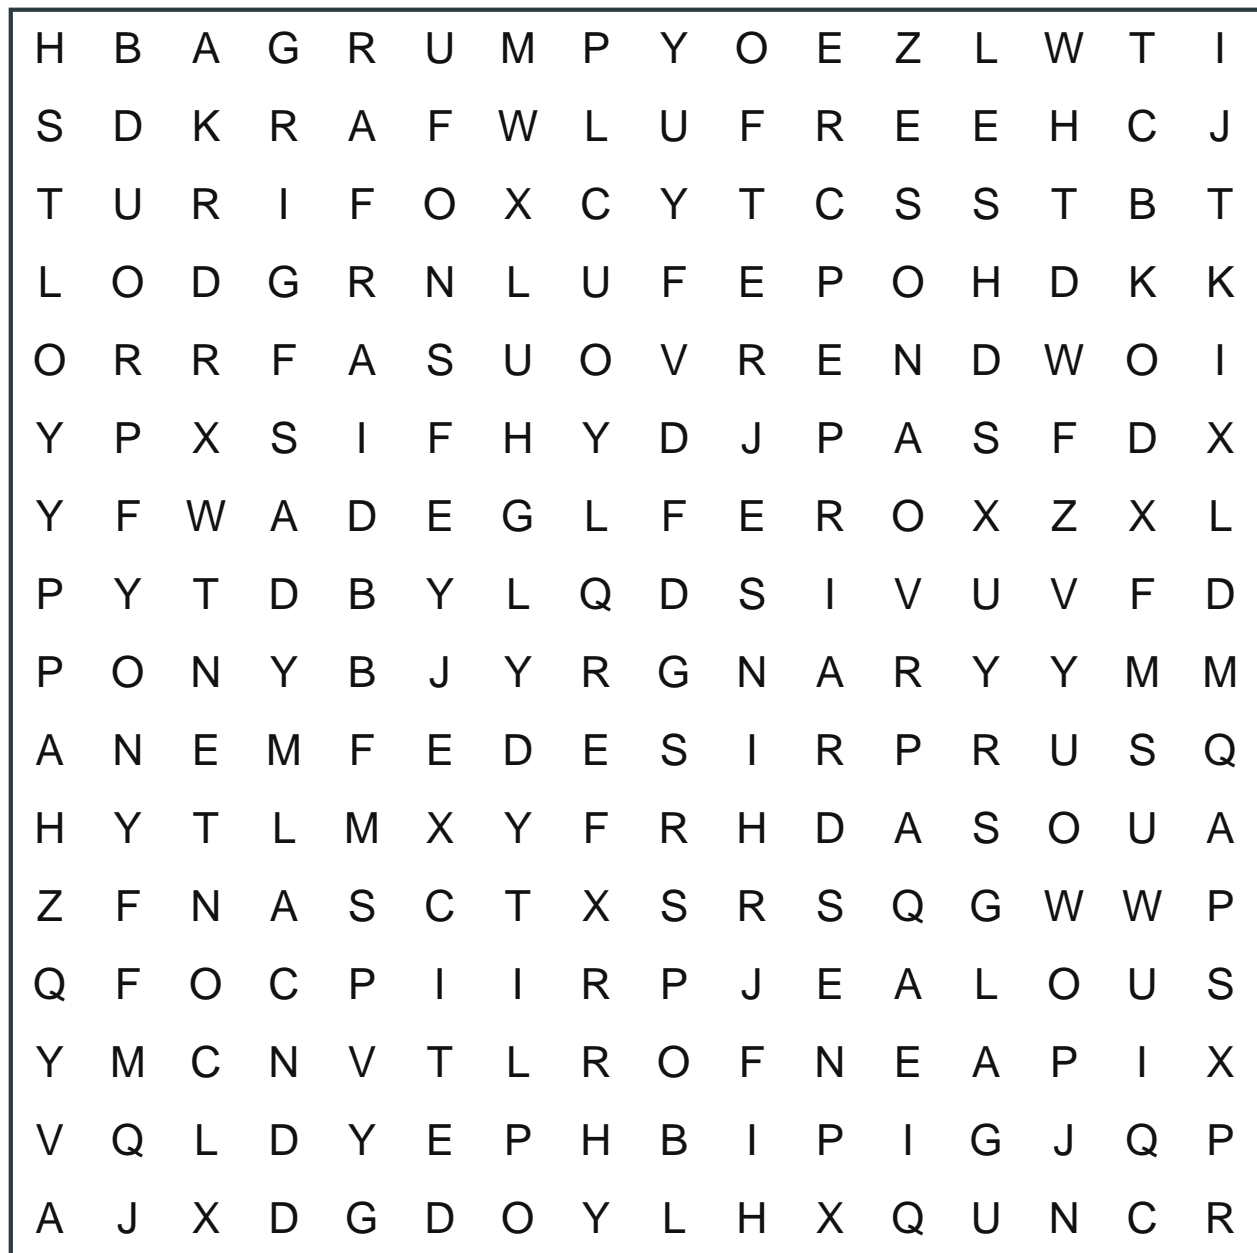 H B A G R U M P Y O E Z L W T I
S D K R A F W L U F R E E H C J
T U R I F O X C Y T C S S T B T
L O D G R N L U F E P O H D K K
O R R F A S U O V R E N D W O I
Y P X S I F H Y D J P A S F D X
Y F W A D E G L F E R O X Z X L
P Y T D B Y L Q D S I V U V F D
P O N Y B J Y R G N A R Y Y M M
A N E M F E D E S I R P R U S Q
H Y T L M X Y F R H D A S O U A
Z F N A S C T X S R S Q G W W P
Q F O C P I I R P J E A L O U S
Y M C N V T L R O F N E A P I X
V Q L D Y E P H B I P I G J Q P
A J X D G D O Y L H X Q U N C R